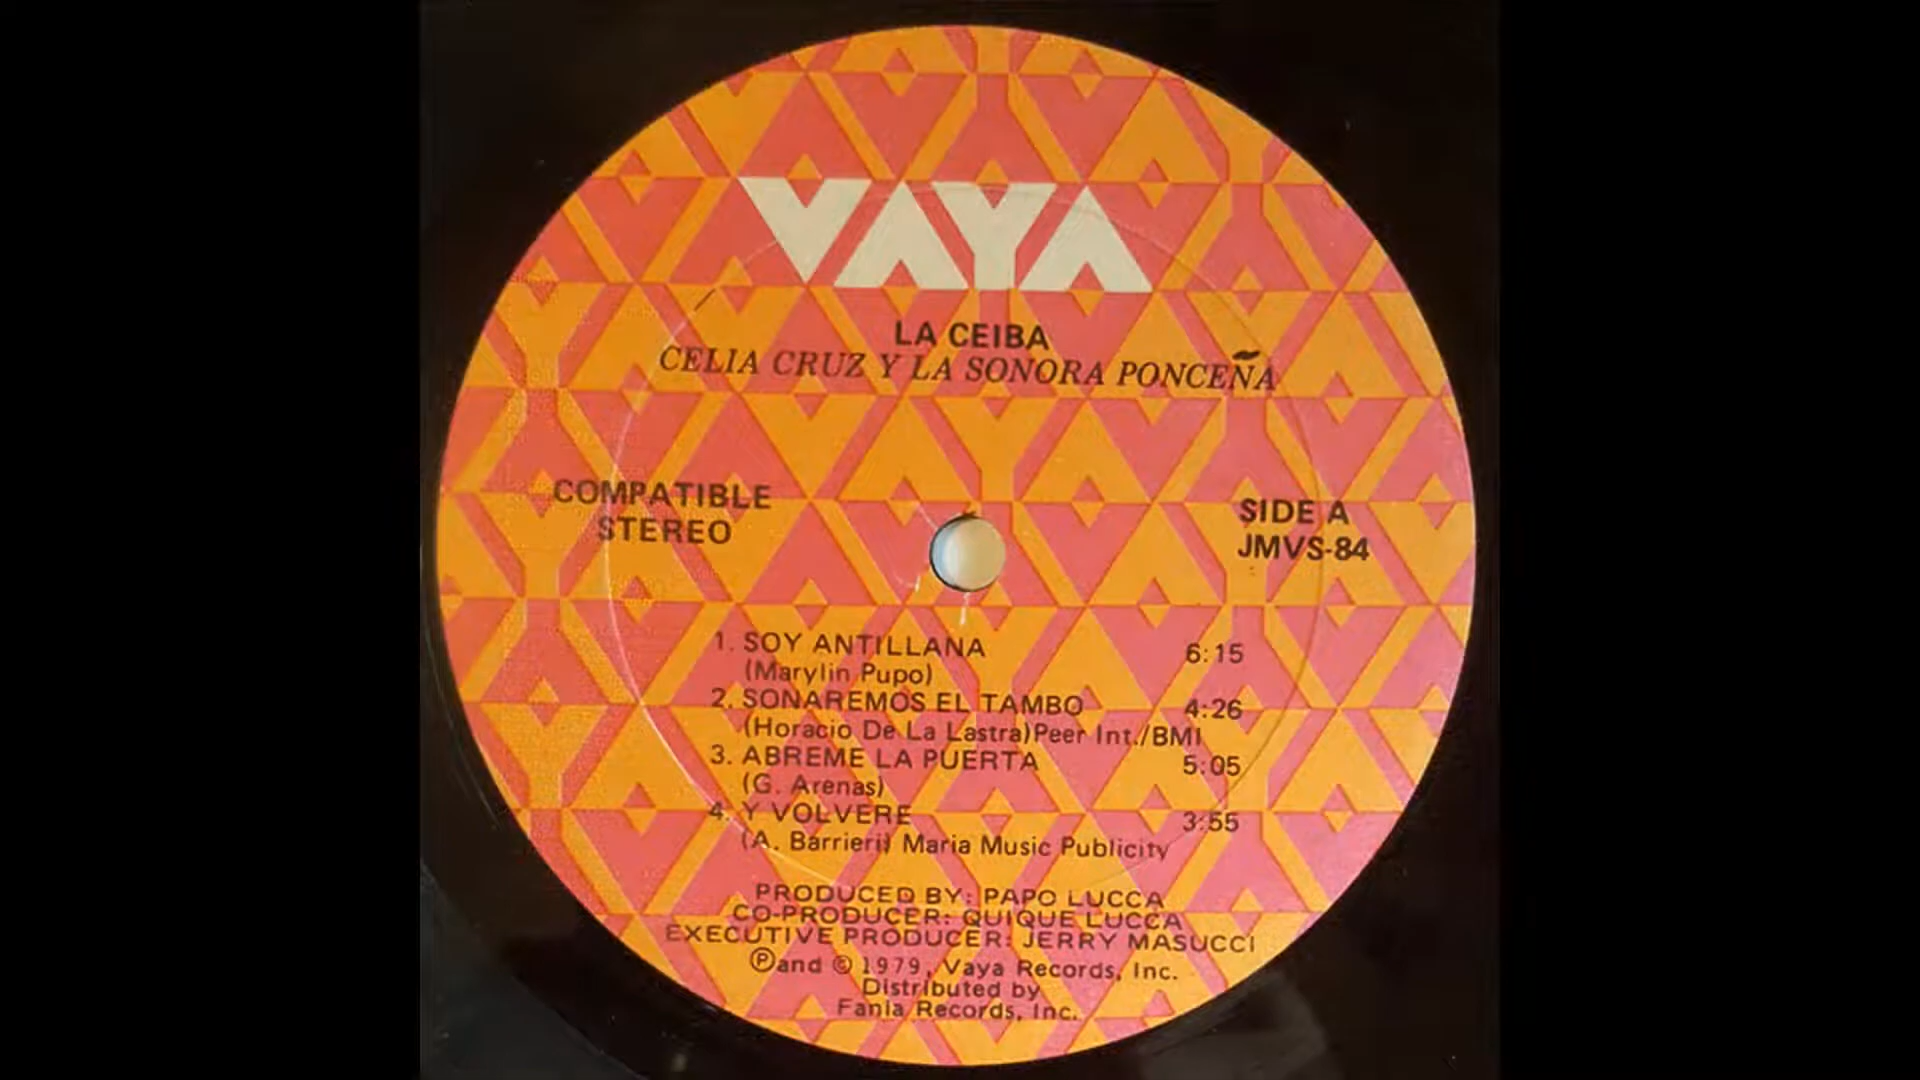 VAYA
LA CEIBA
CELIA CRUZ Y LA SONORA PONCEÑA
COMPATIBLE
STEREO
SIDE A
JMVS-84
1. SOY ANTILLANA 6:15
(Marylin Pupo)
2. SONAREMOS EL TAMBO 4:26
(Horacio De La Lastra)Peer Int./BMI
3. ABREME LA PUERTA 5:05
(G. Arenas)
4. Y VOLVERE 3:55
(A. Barrieri) Maria Music Publicity
PRODUCED BY: PAPO LUCCA
CO-PRODUCER: QUIQUE LUCCA
EXECUTIVE PRODUCER: JERRY MASUCCI
Ⓟand © 1979, Vaya Records, Inc.
Distributed by
Fania Records, Inc.